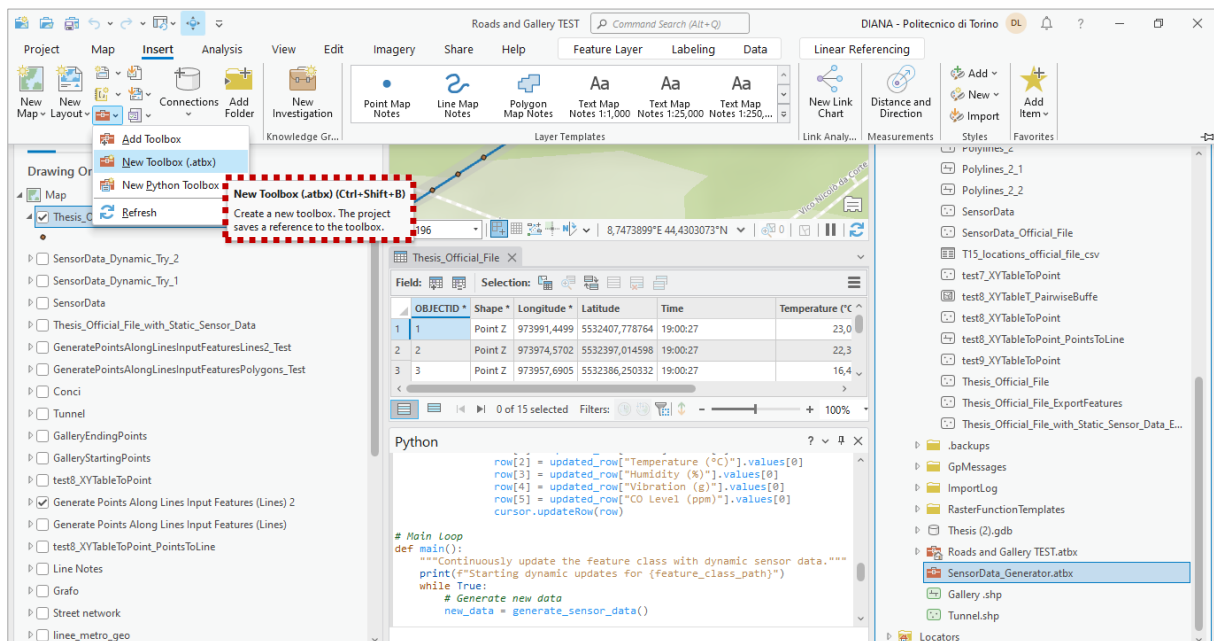 Roads and Gallery TEST
Command Search (Alt+Q)
DIANA - Politecnico di Torino
DL
?
Project
Map
Insert
Analysis
View
Edit
Imagery
Share
Help
Feature Layer
Labeling
Data
Linear Referencing
New Map
New Layout
Connections
Add Folder
New Investigation
Point Map Notes
Line Map Notes
Polygon Map Notes
Aa
Text Map Notes 1:1,000
Aa
Text Map Notes 1:25,000
Aa
Text Map Notes 1:250,...
New Link Chart
Distance and Direction
Add
New
Import
Add Item
Knowledge Gr...
Layer Templates
Link Analy...
Measurements
Styles
Favorites
Add Toolbox
New Toolbox (.atbx)
New Python Toolbox
Refresh
New Toolbox (.atbx) (Ctrl+Shift+B)
Create a new toolbox. The project
saves a reference to the toolbox.
Drawing Or
Map
Thesis_O
SensorData_Dynamic_Try_2
SensorData_Dynamic_Try_1
SensorData
Thesis_Official_File_with_Static_Sensor_Data
GeneratePointsAlongLinesInputFeaturesLines2_Test
GeneratePointsAlongLinesInputFeaturesPolygons_Test
Conci
Tunnel
GalleryEndingPoints
GalleryStartingPoints
test8_XYTableToPoint
Generate Points Along Lines Input Features (Lines) 2
Generate Points Along Lines Input Features (Lines)
test8_XYTableToPoint_PointsToLine
Line Notes
Grafo
Street network
linee_metro_geo
Vico Nicolò da Corte
196
8,7473899°E 44,4303073°N
0
Thesis_Official_File
Field:
Selection:
OBJECTID * Shape * Longitude * Latitude Time Temperature (°C
1 1 Point Z 973991,4499 5532407,778764 19:00:27 23,0
2 2 Point Z 973974,5702 5532397,014598 19:00:27 22,3
3 3 Point Z 973957,6905 5532386,250332 19:00:27 16,4
0 of 15 selected
Filters:
- + 100%
Python
?
row[2] = updated_row["Temperature (°C)"].values[0]
row[3] = updated_row["Humidity (%)"].values[0]
row[4] = updated_row["Vibration (g)"].values[0]
row[5] = updated_row["CO Level (ppm)"].values[0]
cursor.updateRow(row)
# Main Loop
def main():
"""Continuously update the feature class with dynamic sensor data."""
print(f"Starting dynamic updates for {feature_class_path}")
while True:
# Generate new data
new_data = generate_sensor_data()
Polylines_2
Polylines_2_1
Polylines_2_2
SensorData
SensorData_Official_File
T15_locations_official_file_csv
test7_XYTableToPoint
test8_XYTableT_PairwiseBuffe
test8_XYTableToPoint
test8_XYTableToPoint_PointsToLine
test9_XYTableToPoint
Thesis_Official_File
Thesis_Official_File_ExportFeatures
Thesis_Official_File_with_Static_Sensor_Data_E...
.backups
GpMessages
ImportLog
RasterFunctionTemplates
Thesis (2).gdb
Roads and Gallery TEST.atbx
SensorData_Generator.atbx
Gallery .shp
Tunnel.shp
Locators